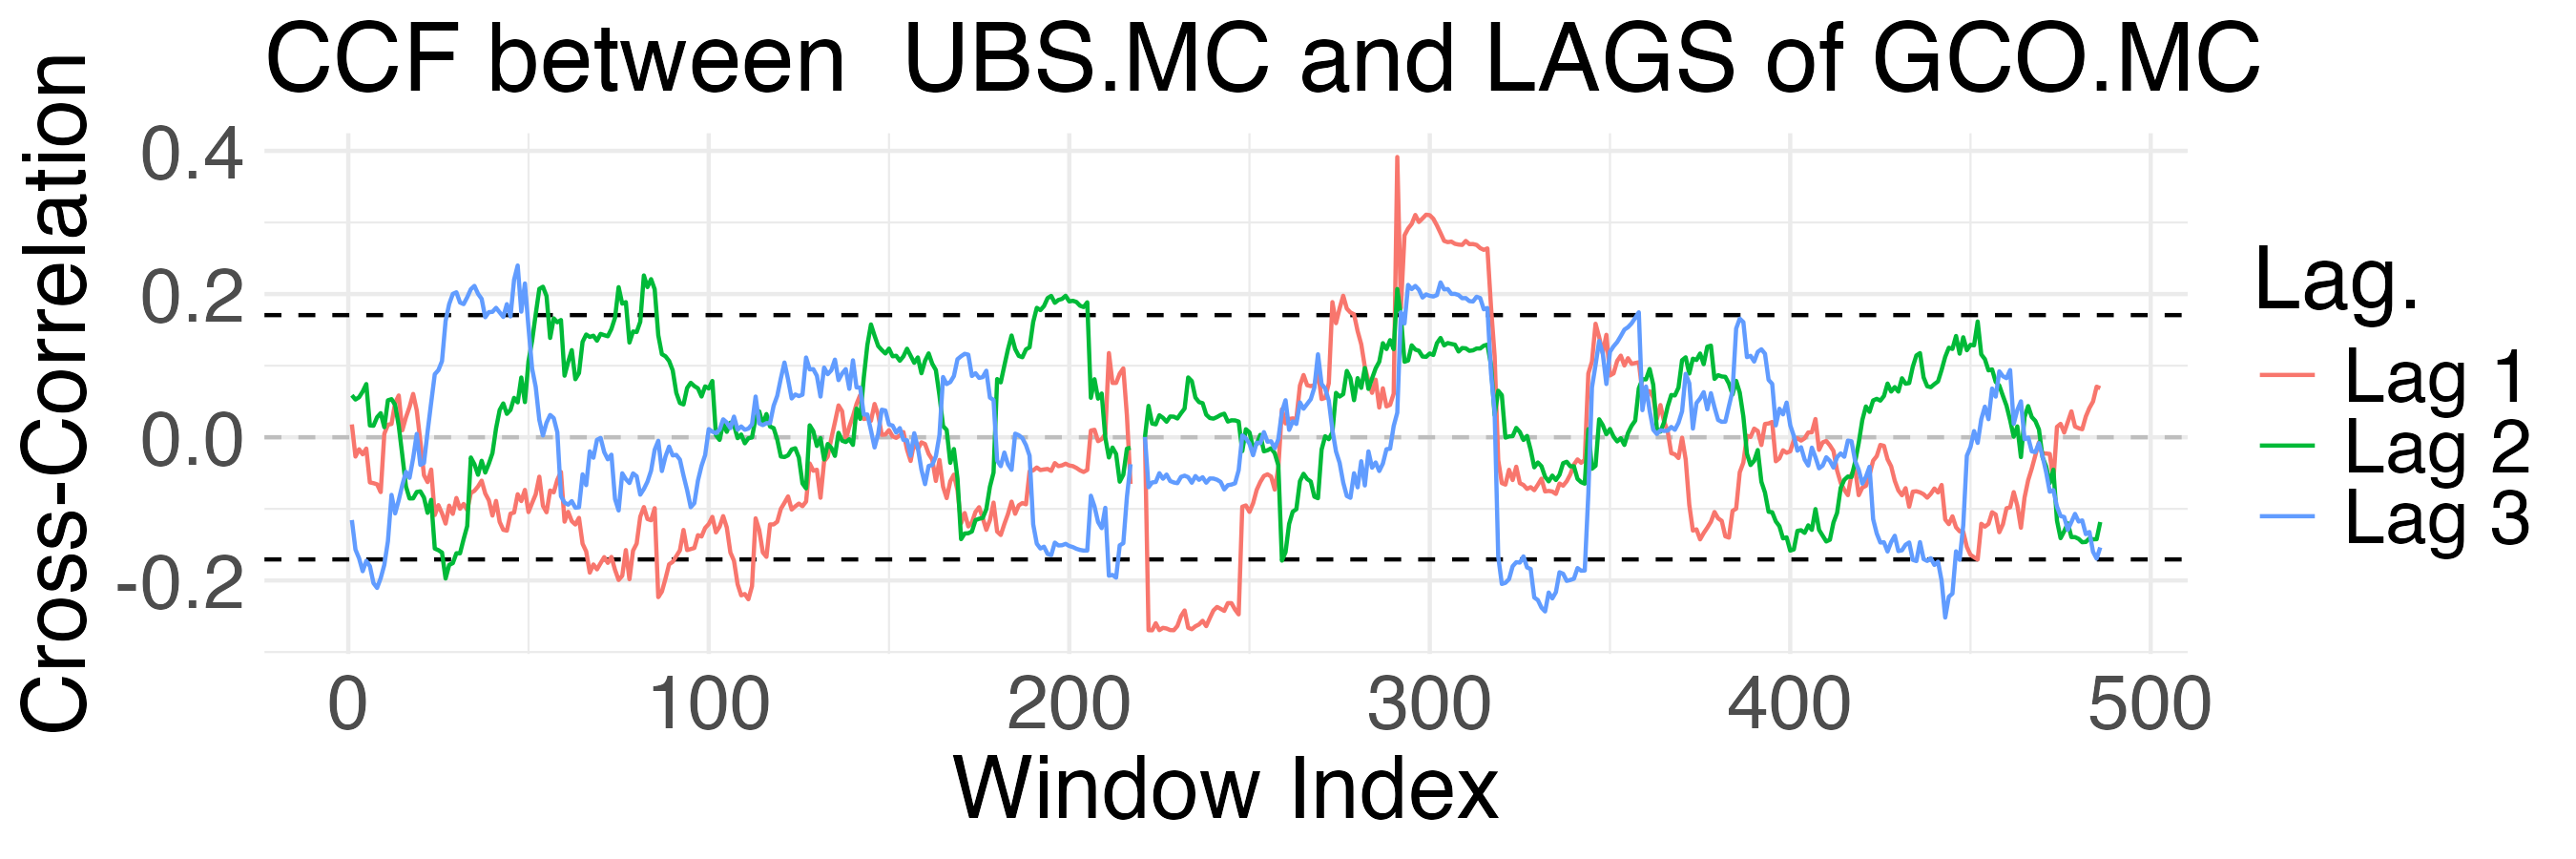 CCF between  UBS.MC and LAGS of GCO.MC
Cross-Correlation
0.4
0.2
0.0
-0.2
0 100 200 300 400 500
Window Index
Lag.
Lag 1
Lag 2
Lag 3